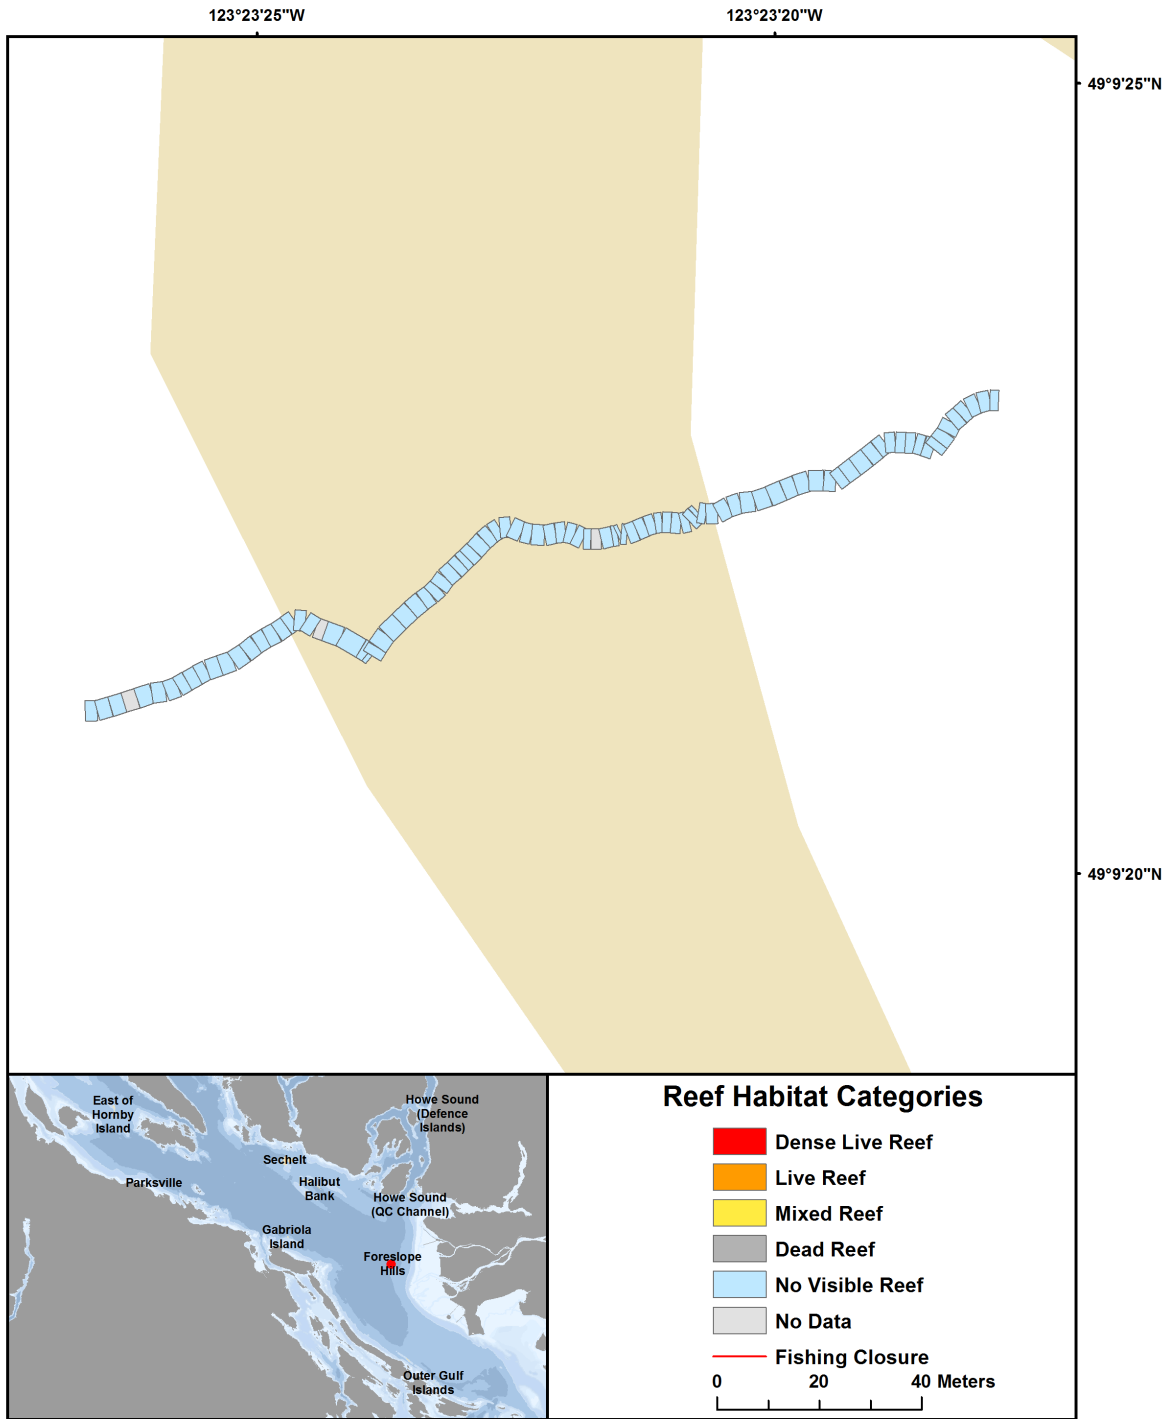 123°23'25"W
123°23'20"W
49°9'25"N
49°9'20"N
East of
Hornby
Island
Howe Sound
(Defence
Islands)
Sechelt
Parksville
Halibut
Bank
Howe Sound
(QC Channel)
Gabriola
Island
Foreslope
Hills
Outer Gulf
Islands
Reef Habitat Categories
Dense Live Reef
Live Reef
Mixed Reef
Dead Reef
No Visible Reef
No Data
Fishing Closure
0 20 40 Meters